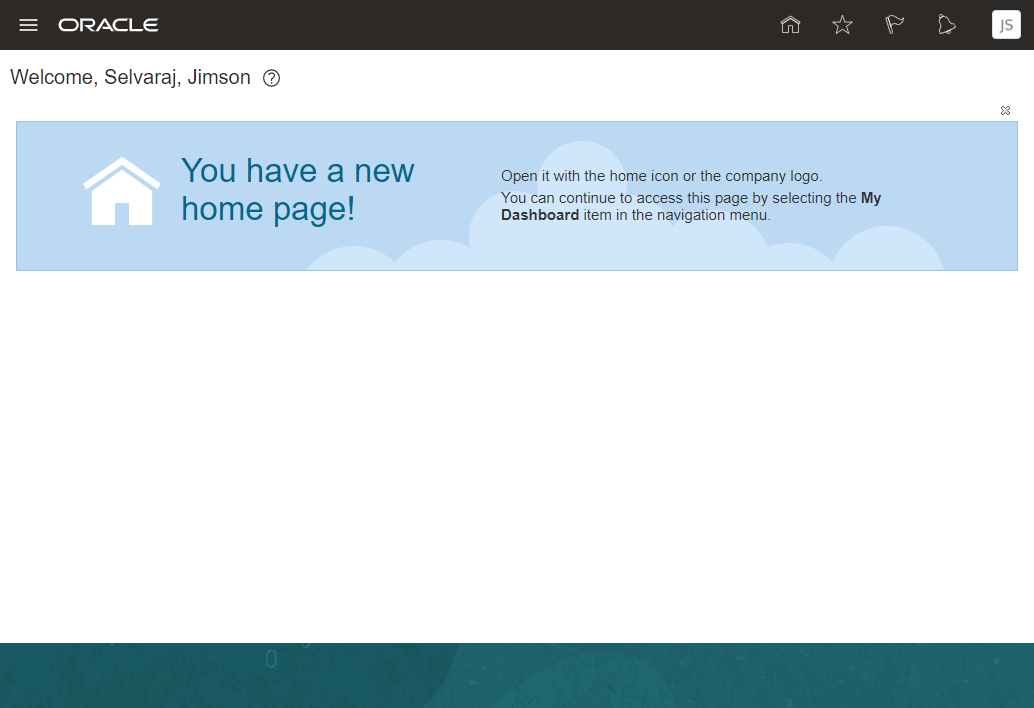 ORACLE
JS
Welcome, Selvaraj, Jimson ?
You have a new
home page!
Open it with the home icon or the company logo.
You can continue to access this page by selecting the My
Dashboard item in the navigation menu.
0